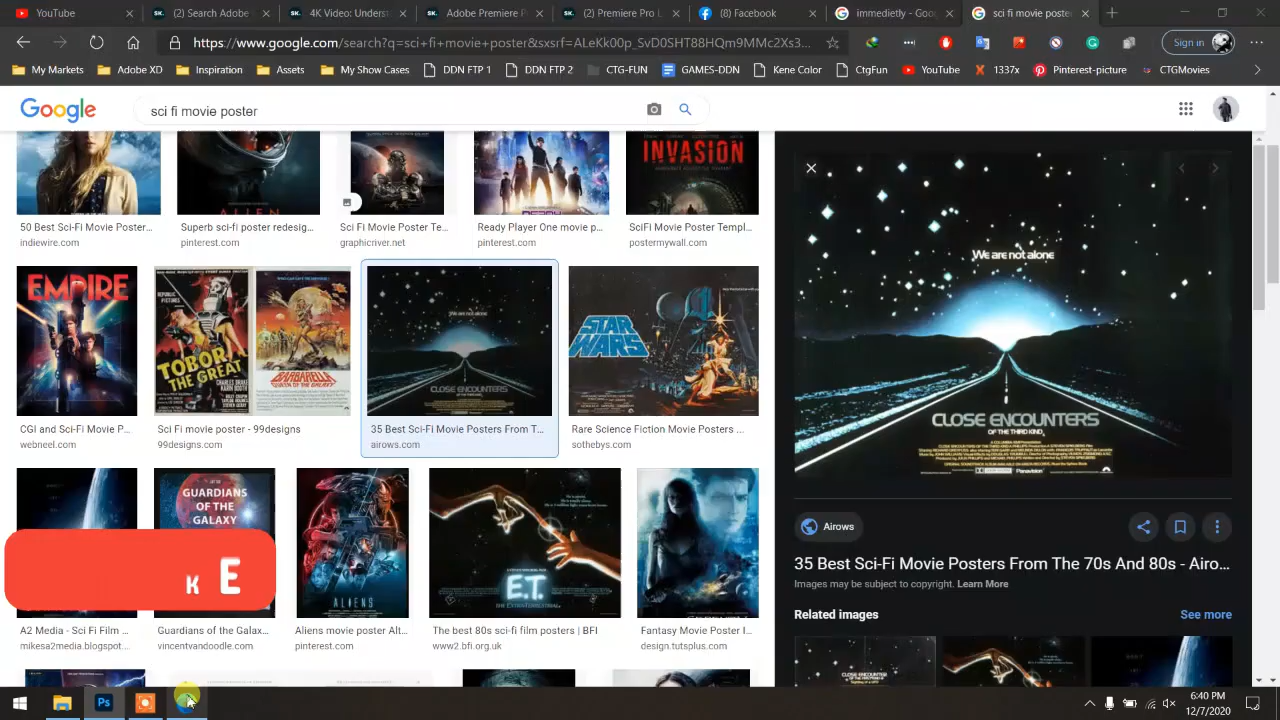 YouTube
(2) Search Adobe
4K Video: Unders
Adobe Premiere P
(2) Premiere Pro L
(8) Facebook
immedietly - Goo
sci fi movie poste
https://www.google.com/search?q=sci+fi+movie+poster&sxsrf=ALeKk00p_SvD0SHT88HQm9MMc2Xs3...
Sign in
My Markets
Adobe XD
Inspiration
Assets
My Show Cases
DDN FTP 1
DDN FTP 2
CTG-FUN
GAMES-DDN
Kene Color
CtgFun
YouTube
1337x
Pinterest-picture
CTGMovies
Google
sci fi movie poster
ALIEN
INVASION
50 Best Sci-Fi Movie Poster...
indiewire.com
Superb sci-fi poster redesig...
pinterest.com
Sci Fi Movie Poster Te...
graphicriver.net
Ready Player One movie p...
pinterest.com
SciFi Movie Poster Templ...
postermywall.com
EMPIRE
TOBOR
THE GREAT
BARBARELLA
We are not alone
CLOSE ENCOUNTERS
STAR
WARS
CGI and Sci-Fi Movie P...
webneel.com
Sci Fi movie poster - 99designs
99designs.com
35 Best Sci-Fi Movie Posters From T...
airows.com
Rare Science Fiction Movie Posters ...
sothebys.com
GUARDIANS
OF THE
GALAXY
ALIENS
E.T.
K E
A2 Media - Sci Fi Film ...
mikesa2media.blogspot...
Guardians of the Galax...
vincentvandoodle.com
Aliens movie poster Alt...
pinterest.com
The best 80s sci-fi film posters | BFI
www2.bfi.org.uk
Fantasy Movie Poster I...
design.tutsplus.com
We are not alone
CLOSE ENCOUNTERS
OF THE THIRD KIND
Panavision
Airows
35 Best Sci-Fi Movie Posters From The 70s And 80s - Airo...
Images may be subject to copyright. Learn More
Related images
See more
6:40 PM
12/7/2020